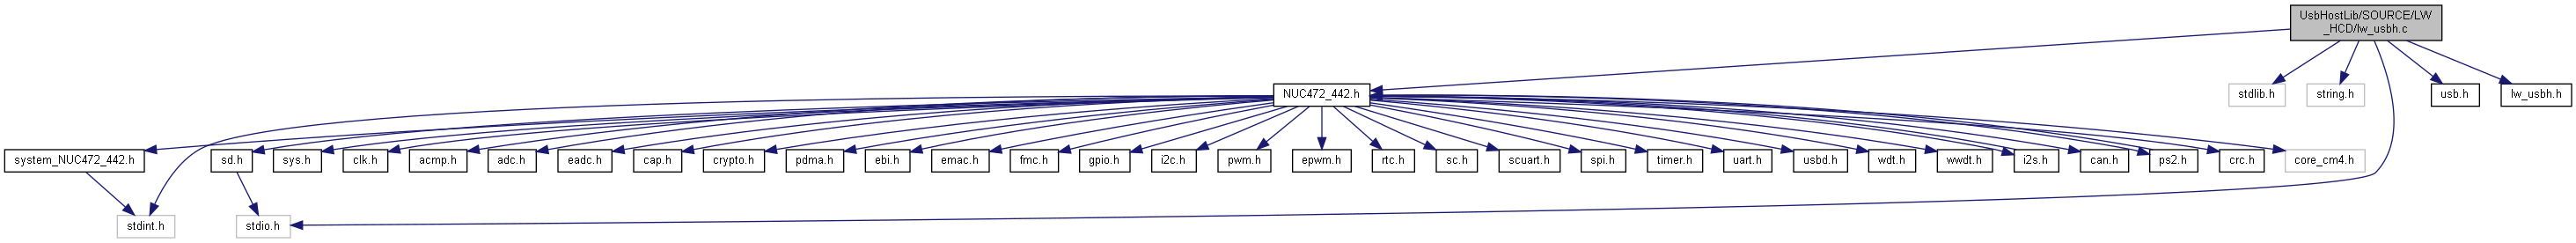 UsbHostLib/SOURCE/LW
_HCD/lw_usbh.c
NUC472_442.h
stdlib.h
string.h
usb.h
lw_usbh.h
system_NUC472_442.h
sd.h
sys.h
clk.h
acmp.h
adc.h
eadc.h
cap.h
crypto.h
pdma.h
ebi.h
emac.h
fmc.h
gpio.h
i2c.h
pwm.h
epwm.h
rtc.h
sc.h
scuart.h
spi.h
timer.h
uart.h
usbd.h
wdt.h
wwdt.h
i2s.h
can.h
ps2.h
crc.h
core_cm4.h
stdint.h
stdio.h